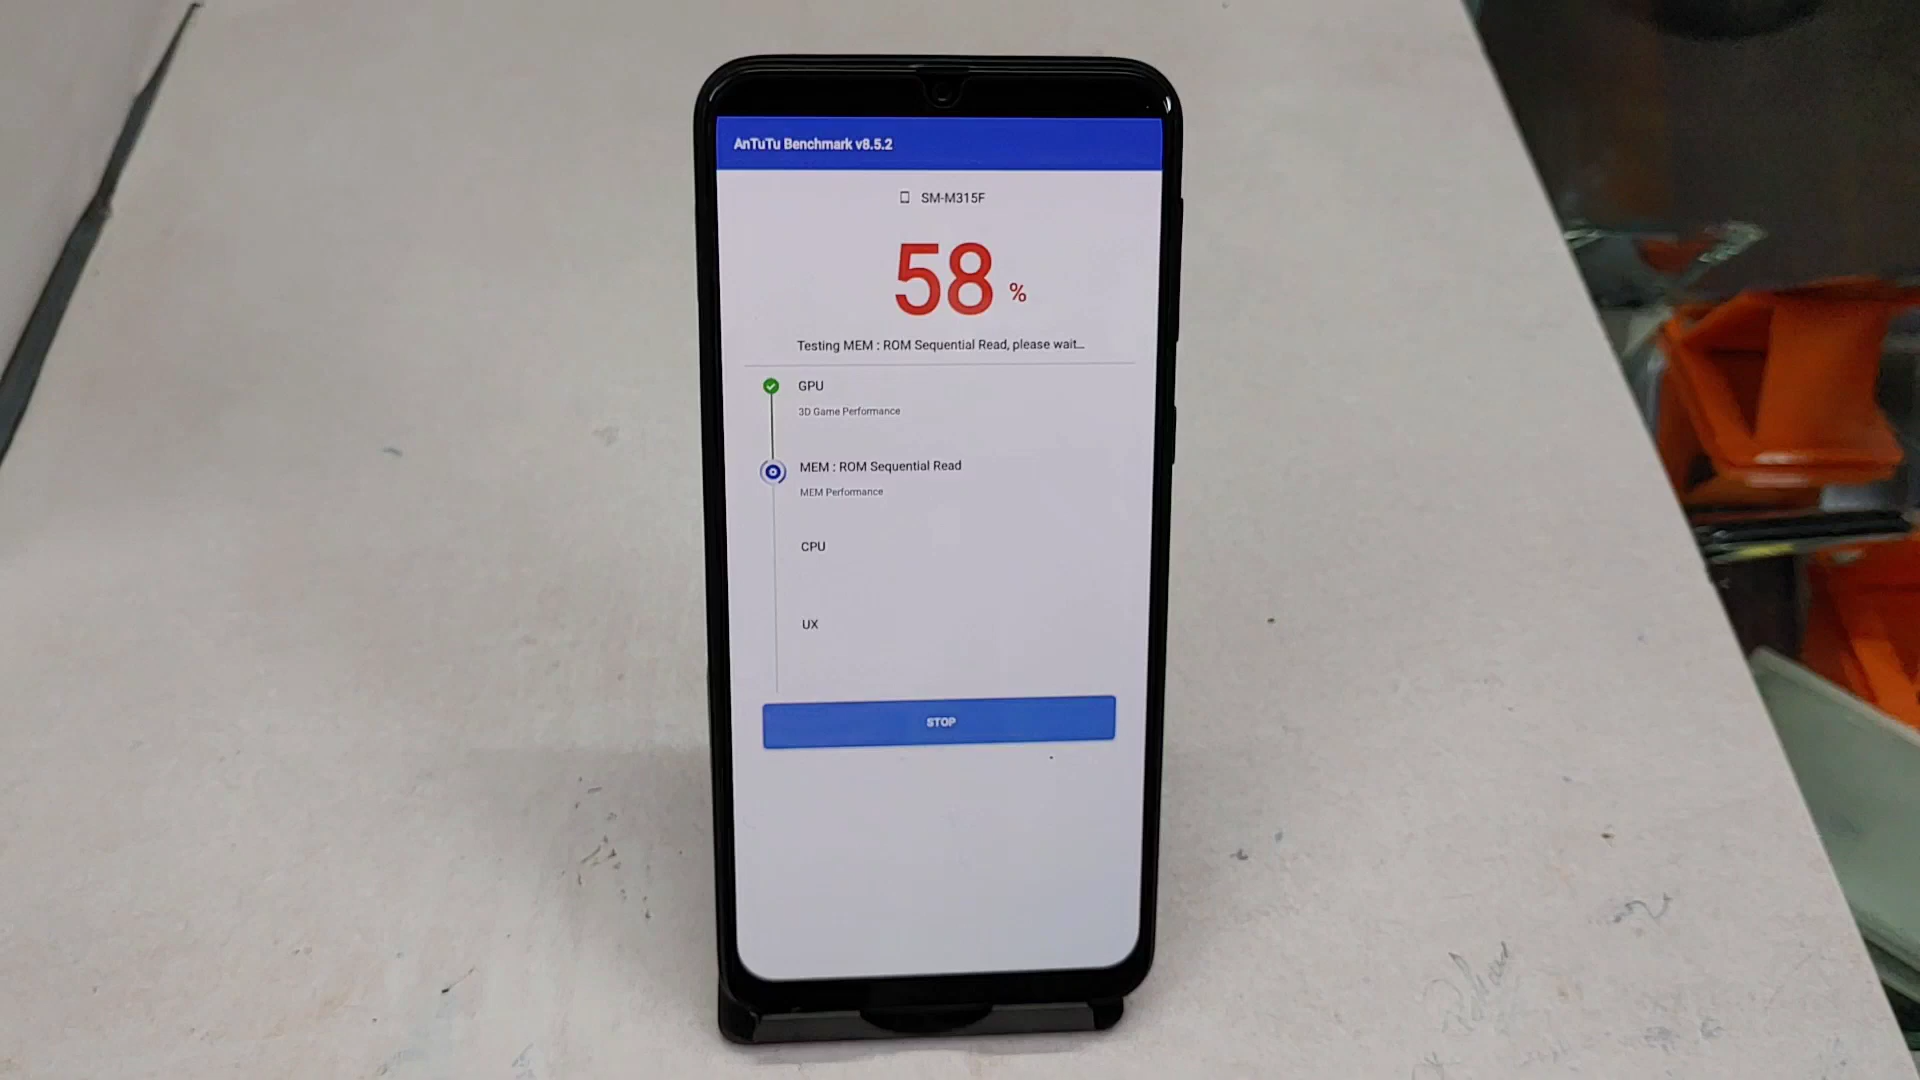 AnTuTu Benchmark v8.5.2
SM-M315F
58 %
Testing MEM : ROM Sequential Read, please wait...
GPU
3D Game Performance
MEM : ROM Sequential Read
MEM Performance
CPU
UX
STOP